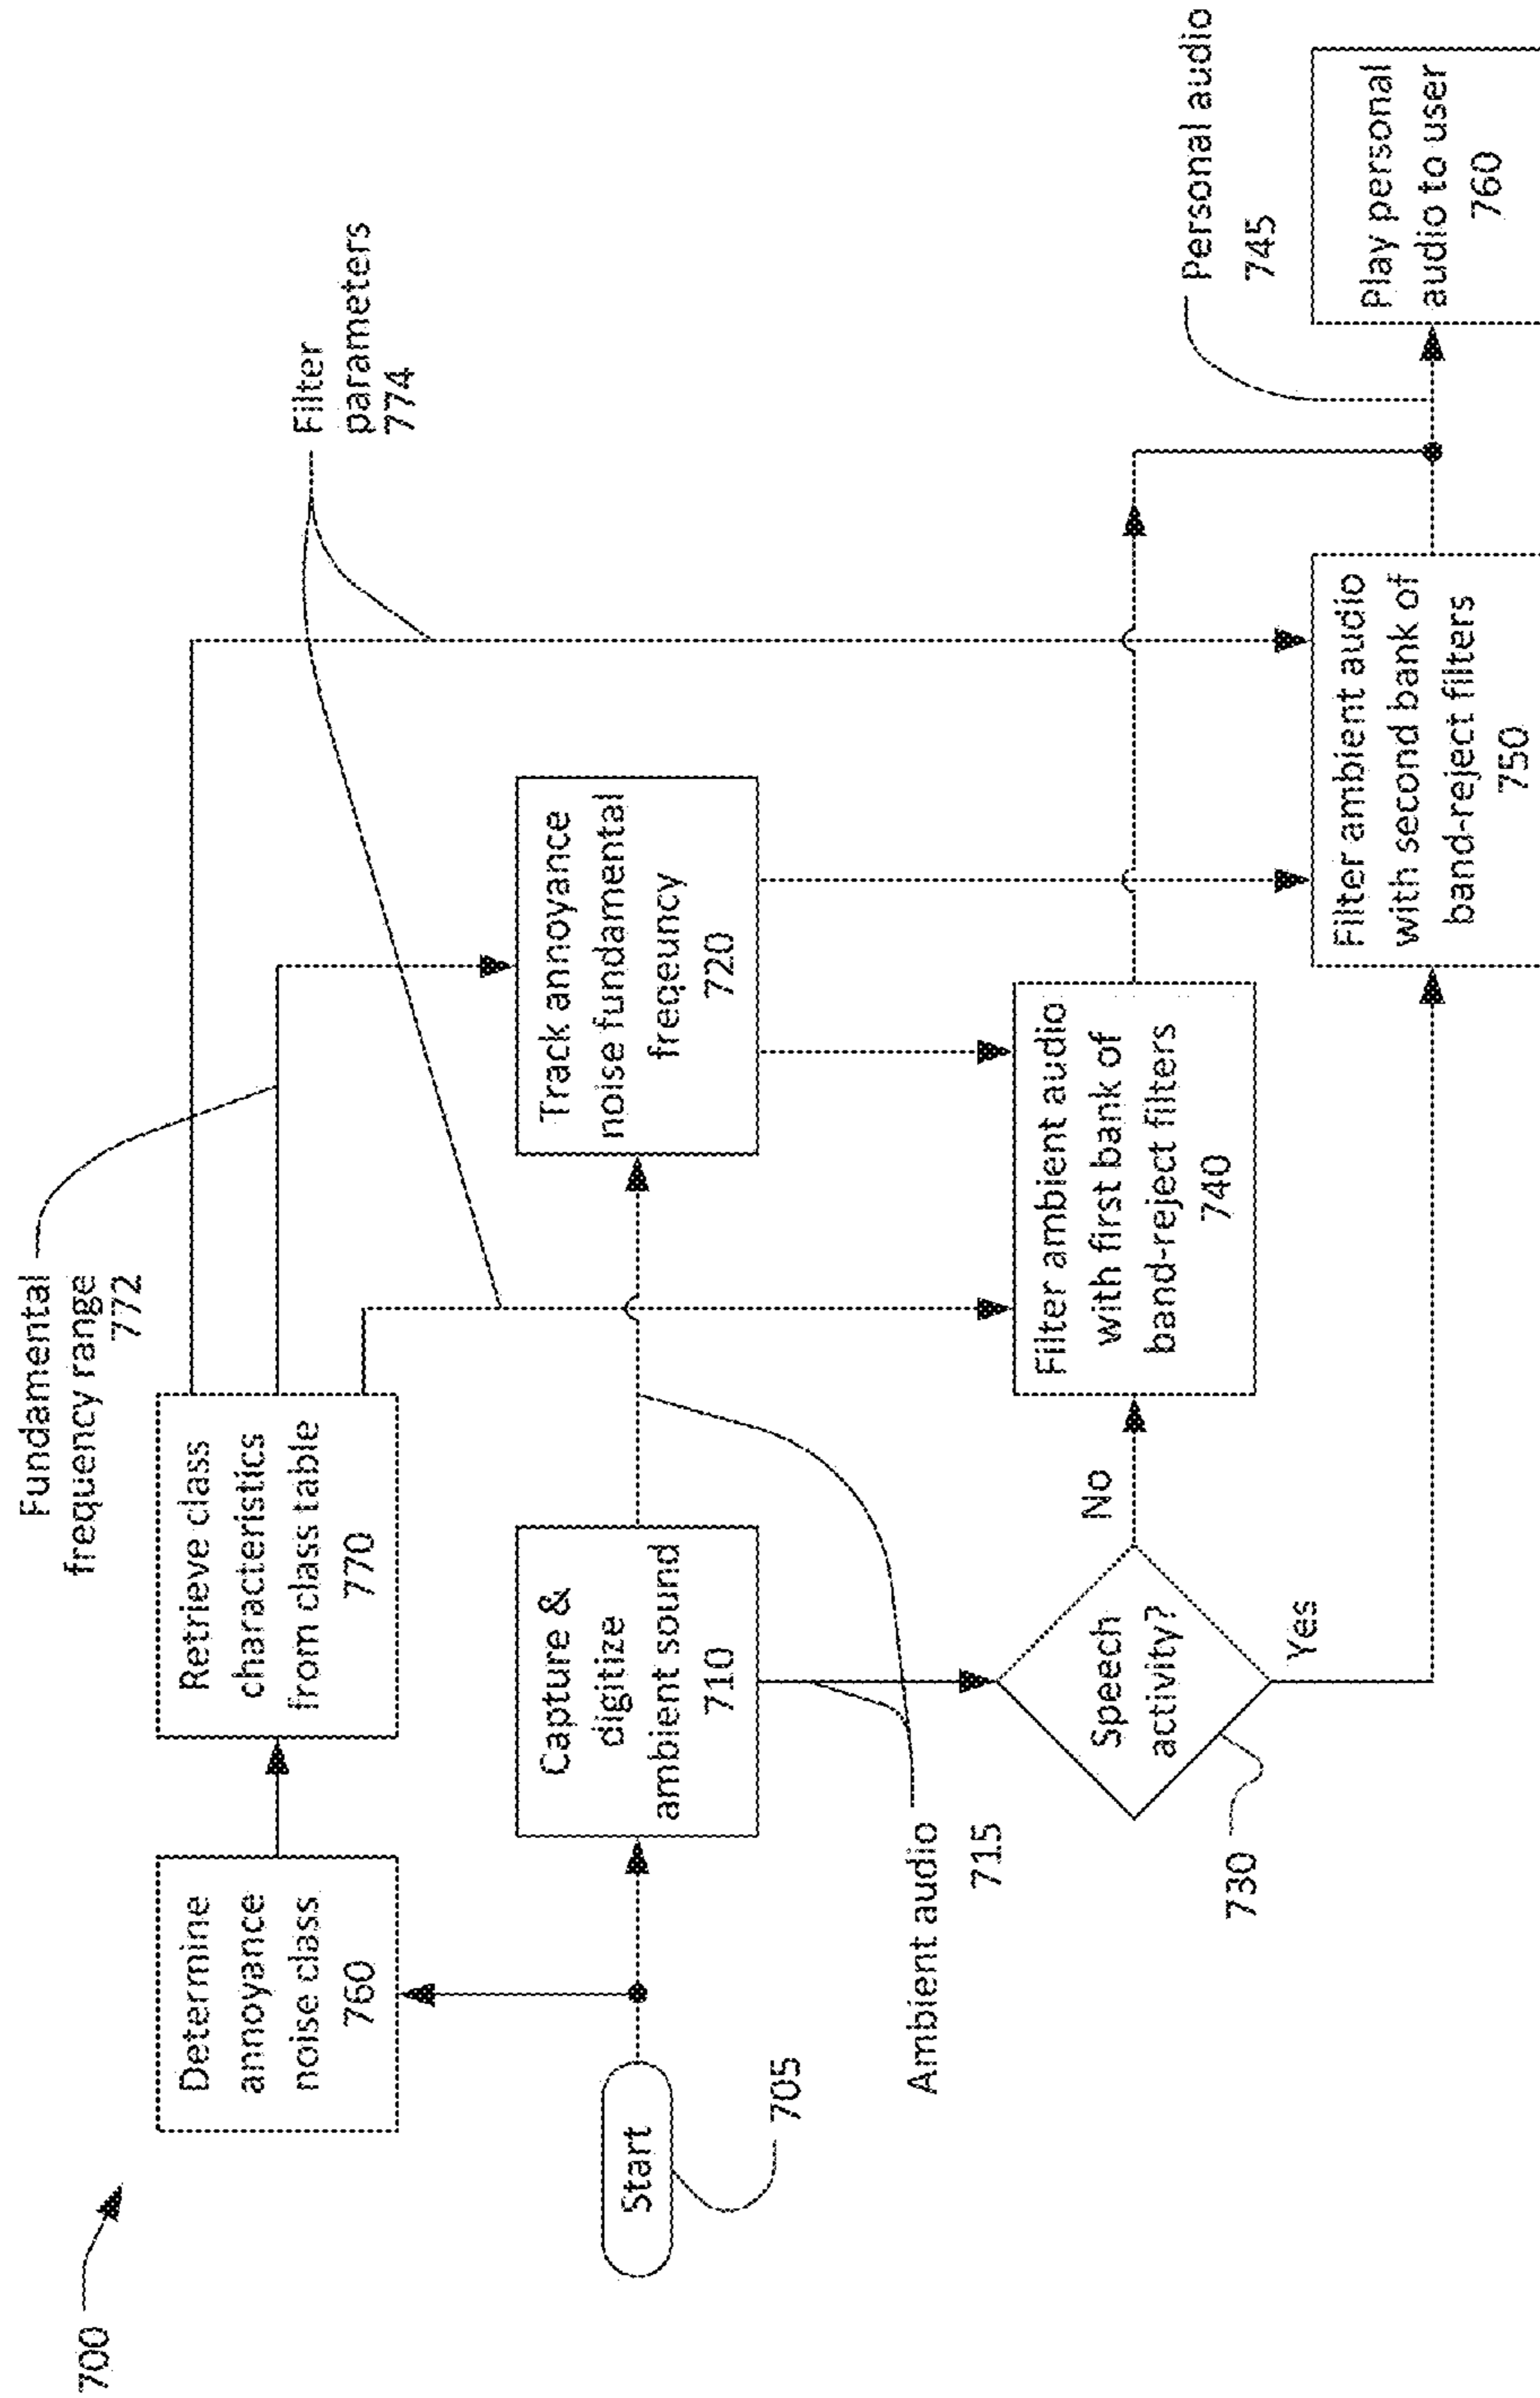 700
Fundamental
frequency range
772
Filter
parameters
774
Determine
annoyance
noise class
760
Retrieve class
characteristics
from class table
770
Start
705
Capture &
digitize
ambient sound
710
Track annoyance
noise fundamental
freqeuncy
720
Ambient audio
715
Speech
activity?
730
No
Yes
Filter ambient audio
with first bank of
band-reject filters
740
Filter ambient audio
with second bank of
band-reject filters
750
Personal audio
745
Play personal
audio to user
760